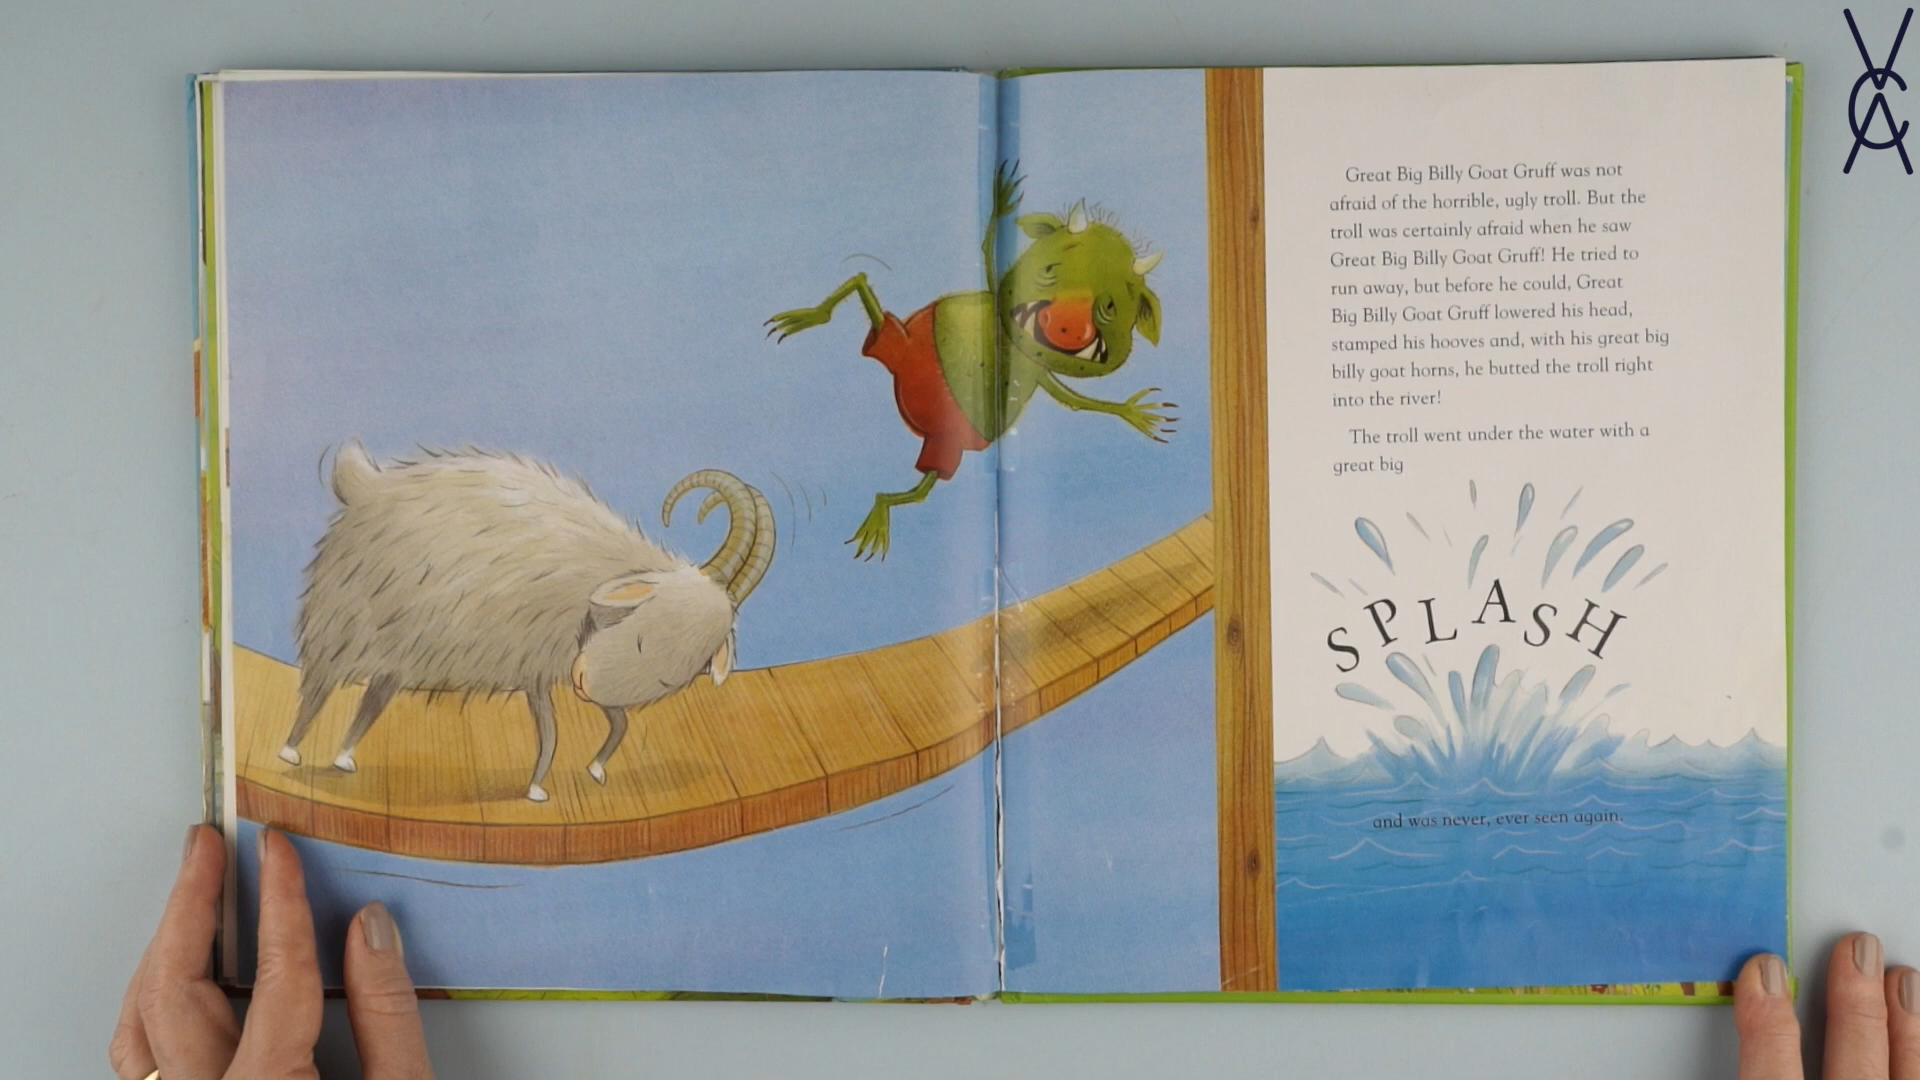 Great Big Billy Goat Gruff was not
afraid of the horrible, ugly troll. But the
troll was certainly afraid when he saw
Great Big Billy Goat Gruff! He tried to
run away, but before he could, Great
Big Billy Goat Gruff lowered his head,
stamped his hooves and, with his great big
billy goat horns, he butted the troll right
into the river!
The troll went under the water with a
great big
SPLASH
and was never, ever seen again.